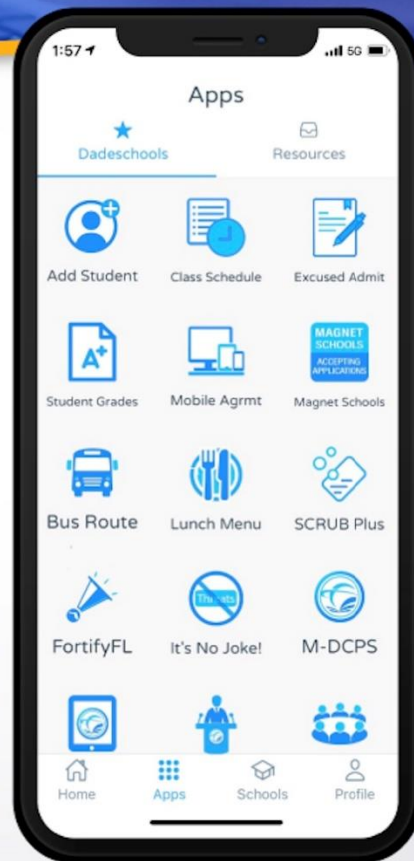 1:57
5G
Apps
Dadeschools
Resources
Add Student
Class Schedule
Excused Admit
A+
MAGNET
SCHOOLS
ACCEPTING
APPLICATIONS
Student Grades
Mobile Agrmt
Magnet Schools
Bus Route
Lunch Menu
SCRUB Plus
Threats
FortifyFL
It's No Joke!
M-DCPS
Home
Apps
Schools
Profile